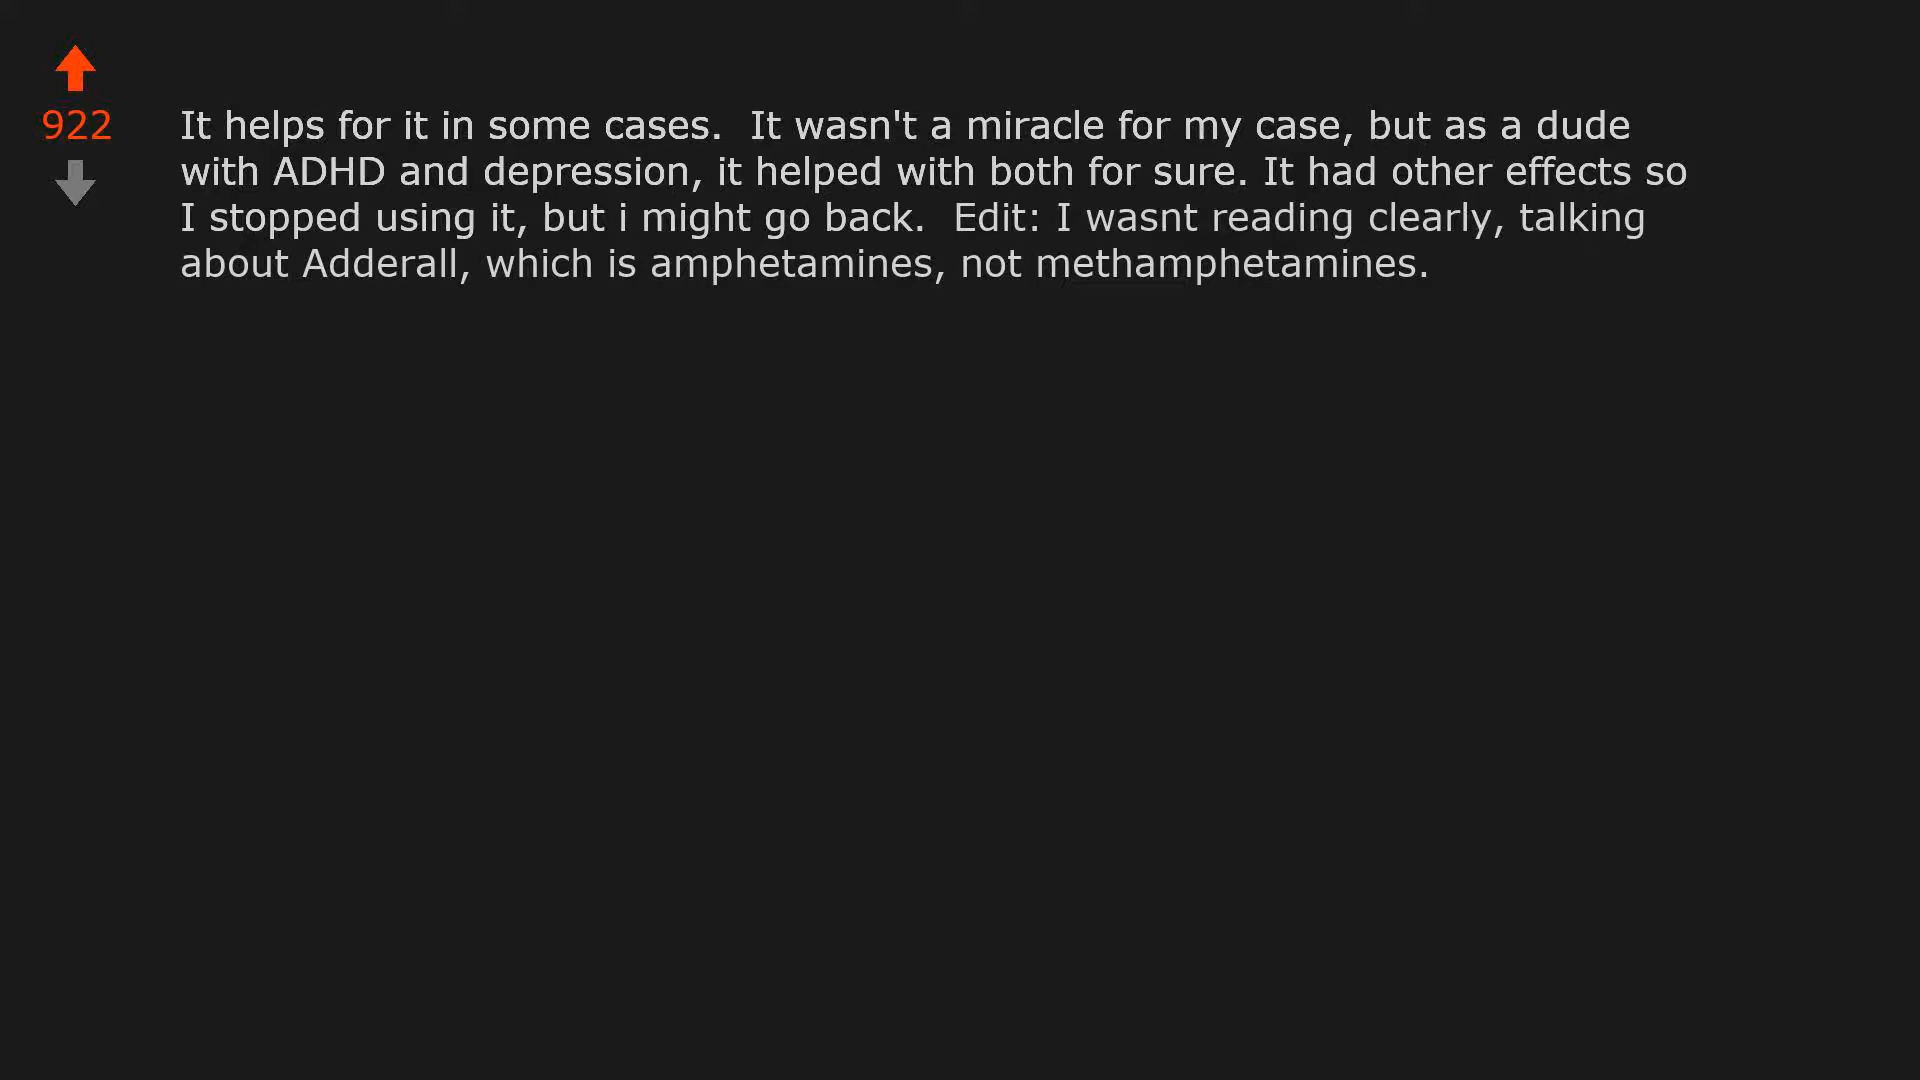 922
It helps for it in some cases.  It wasn't a miracle for my case, but as a dude
with ADHD and depression, it helped with both for sure. It had other effects so
I stopped using it, but i might go back.  Edit: I wasnt reading clearly, talking
about Adderall, which is amphetamines, not methamphetamines.